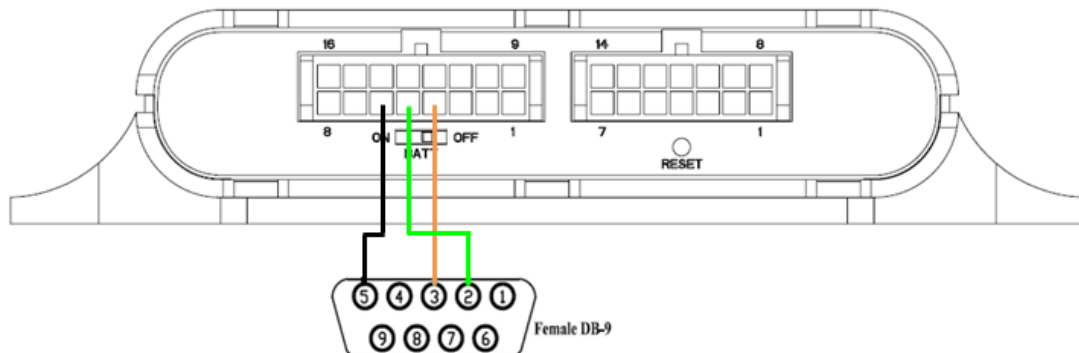 16 9 14 8
8 ON OFF 1 7 1
BATT
RESET
5 4 3 2 1
9 8 7 6 Female DB-9